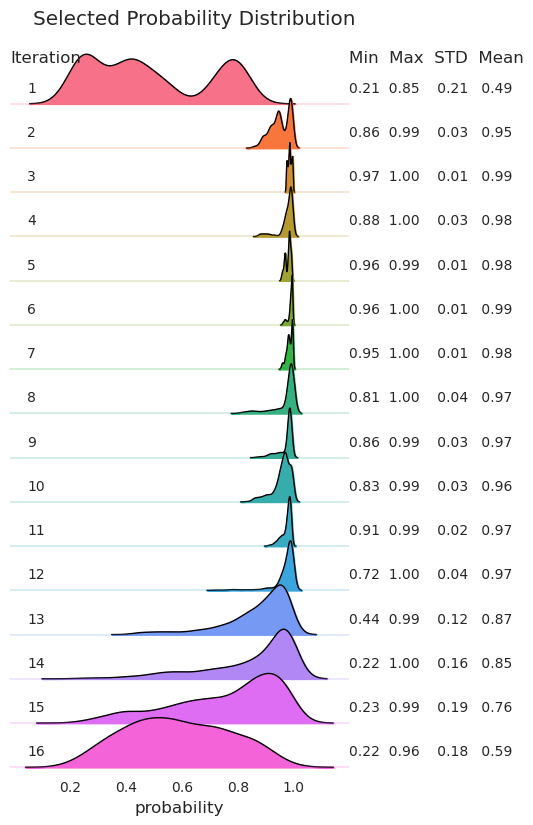 Selected Probability Distribution
Iteration Min Max STD Mean
1 0.21 0.85 0.21 0.49
2 0.86 0.99 0.03 0.95
3 0.97 1.00 0.01 0.99
4 0.88 1.00 0.03 0.98
5 0.96 0.99 0.01 0.98
6 0.96 1.00 0.01 0.99
7 0.95 1.00 0.01 0.98
8 0.81 1.00 0.04 0.97
9 0.86 0.99 0.03 0.97
10 0.83 0.99 0.03 0.96
11 0.91 0.99 0.02 0.97
12 0.72 1.00 0.04 0.97
13 0.44 0.99 0.12 0.87
14 0.22 1.00 0.16 0.85
15 0.23 0.99 0.19 0.76
16 0.22 0.96 0.18 0.59
0.2 0.4 0.6 0.8 1.0
probability